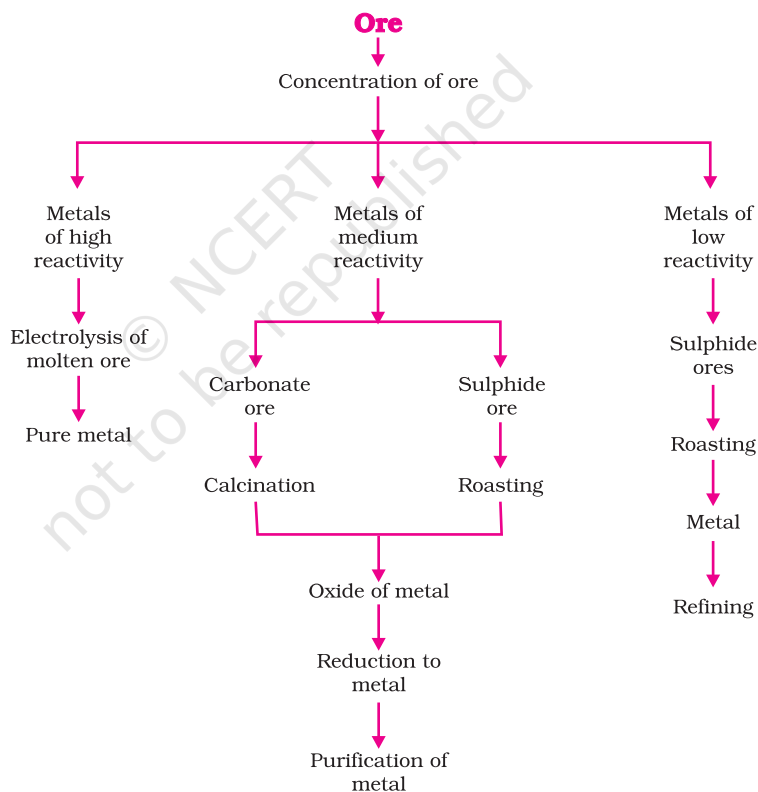 Ore
Concentration of ore
Metals
of high
reactivity
Metals of
medium
reactivity
Metals of
low
reactivity
Electrolysis of
molten ore
Pure metal
Carbonate
ore
Sulphide
ore
Calcination
Roasting
Oxide of metal
Reduction to
metal
Purification of
metal
Sulphide
ores
Roasting
Metal
Refining
© NCERT
not to be republished